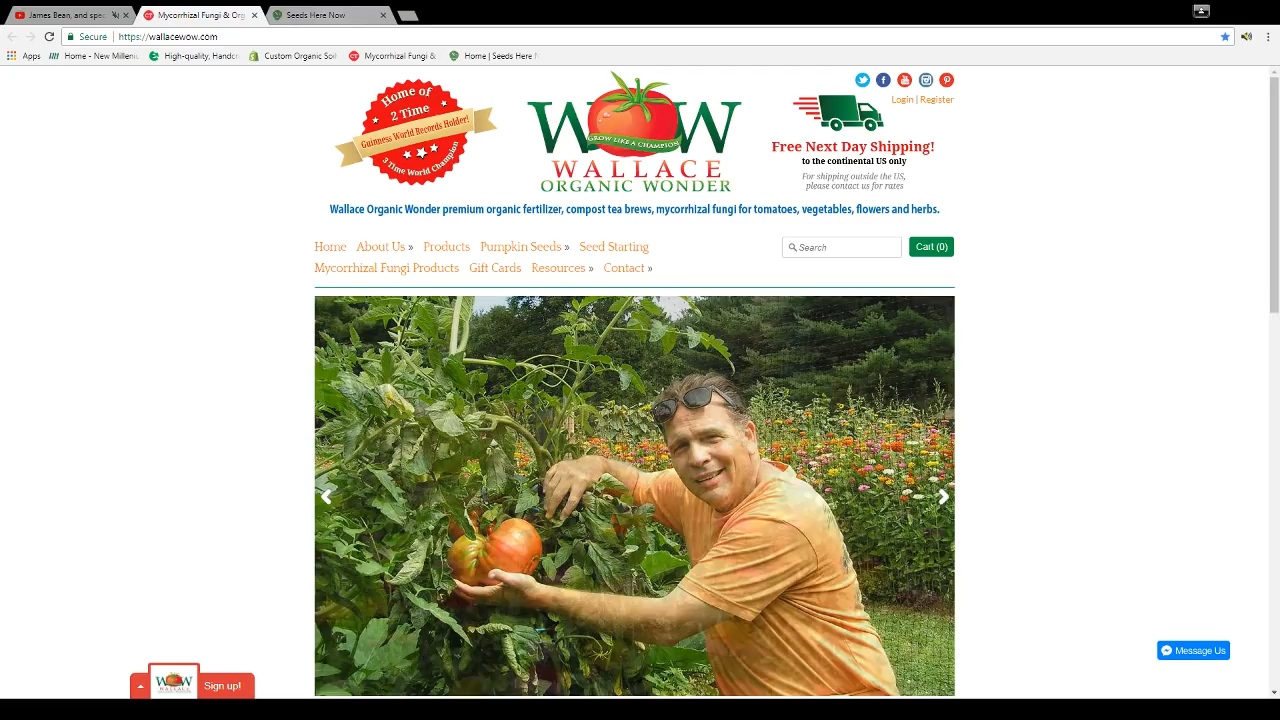 James Bean, and spec
Mycorrhizal Fungi & Org
Seeds Here Now
Secure
https://wallacewow.com
Apps
Home - New Milleniu
High-quality, Handcr
Custom Organic Soil
Mycorrhizal Fungi &
Home | Seeds Here N
Home of
2 Time
Guinness World Records Holder!
3 Time World Champion
WOW
GROW LIKE A CHAMPION
WALLACE
ORGANIC WONDER
Login | Register
Free Next Day Shipping!
to the continental US only
For shipping outside the US,
please contact us for rates
Wallace Organic Wonder premium organic fertilizer, compost tea brews, mycorrhizal fungi for tomatoes, vegetables, flowers and herbs.
Home About Us » Products Pumpkin Seeds » Seed Starting
Search
Cart (0)
Mycorrhizal Fungi Products Gift Cards Resources » Contact »
Message Us
WALLACE
Sign up!